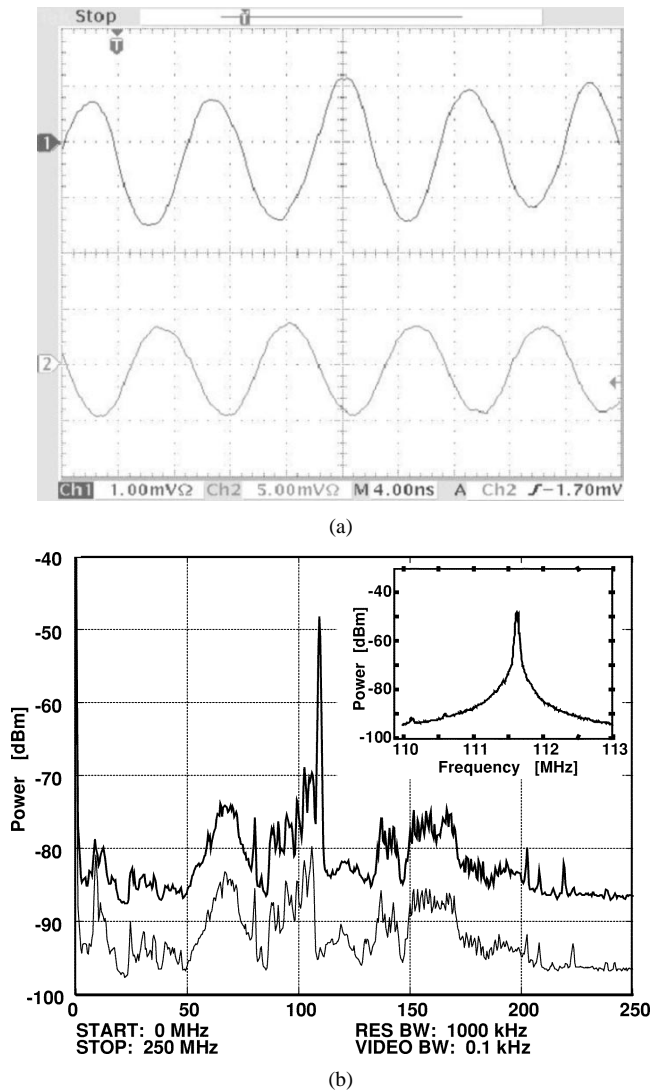 Stop
T
T
1
2
Ch1 1.00mVΩ Ch2 5.00mVΩ M 4.00ns A Ch2 ʃ -1.70mV
(a)
-40
-50
-60
-70
-80
-90
-100
Power [dBm]
0 50 100 150 200 250
START: 0 MHz RES BW: 1000 kHz
STOP: 250 MHz VIDEO BW: 0.1 kHz
-40
-60
-80
-100
Power [dBm]
110 111 112 113
Frequency [MHz]
(b)